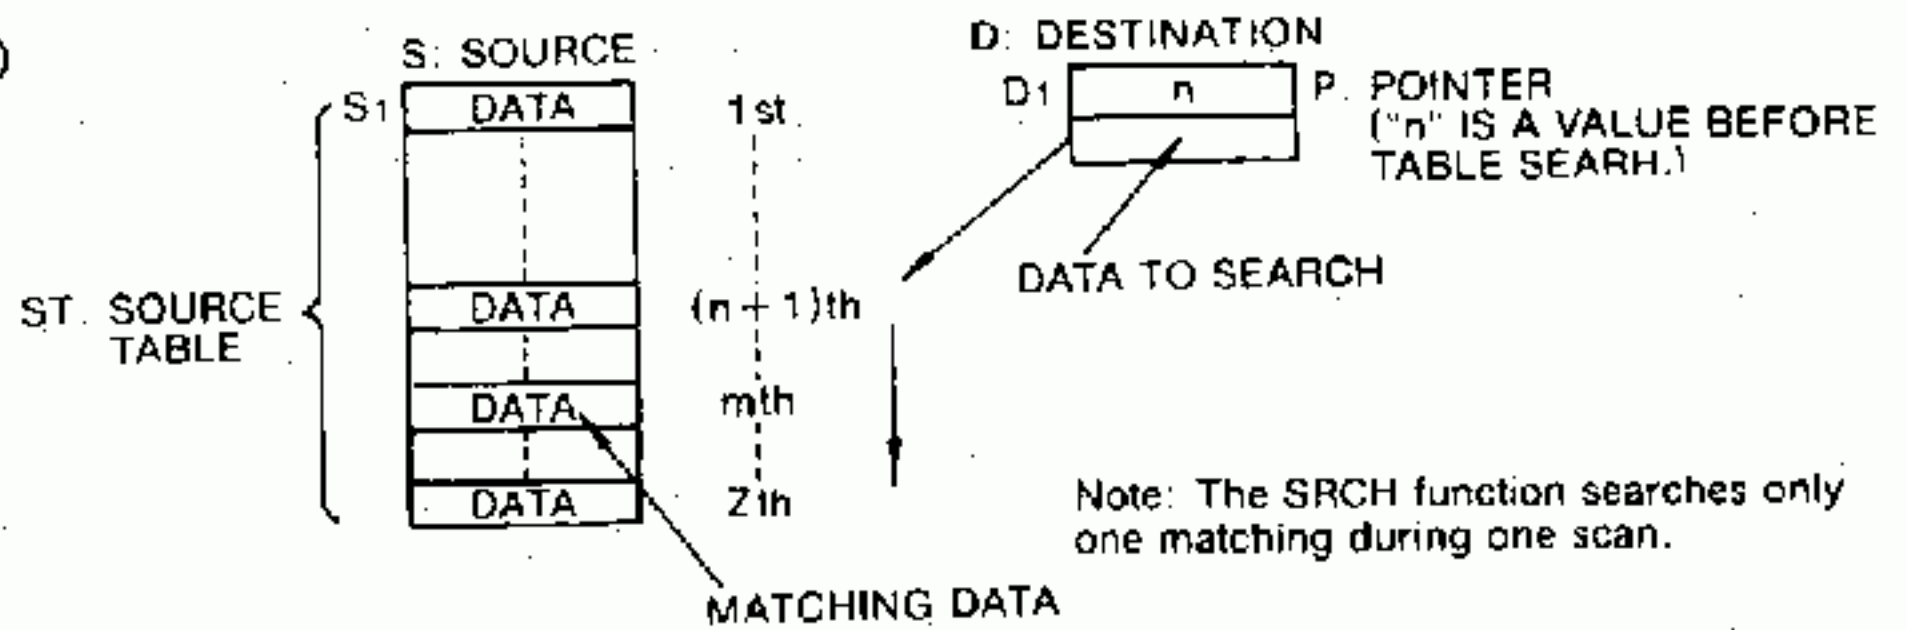 )
S: SOURCE
S1 DATA 1st
DATA (n + 1)th
ST. SOURCE
TABLE
DATA mth
DATA Zth
MATCHING DATA
D: DESTINATION
D1 n P. POINTER
("n" IS A VALUE BEFORE
TABLE SEARH.)
DATA TO SEARCH
Note: The SRCH function searches only
one matching during one scan.